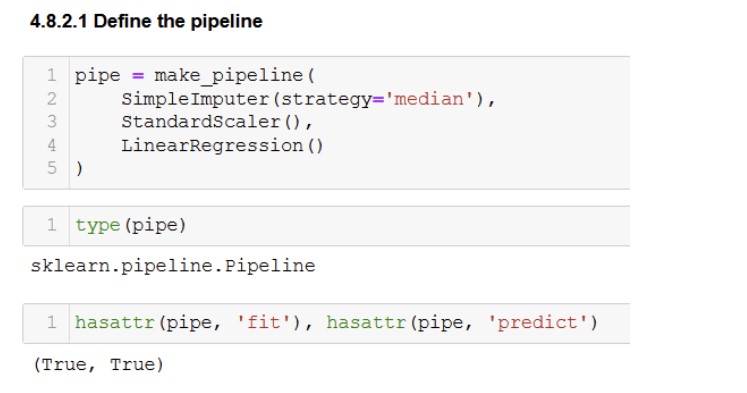 4.8.2.1 Define the pipeline
1 pipe = make_pipeline(
2     SimpleImputer(strategy='median'),
3     StandardScaler(),
4     LinearRegression()
5 )
1 type(pipe)
sklearn.pipeline.Pipeline
1 hasattr(pipe, 'fit'), hasattr(pipe, 'predict')
(True, True)